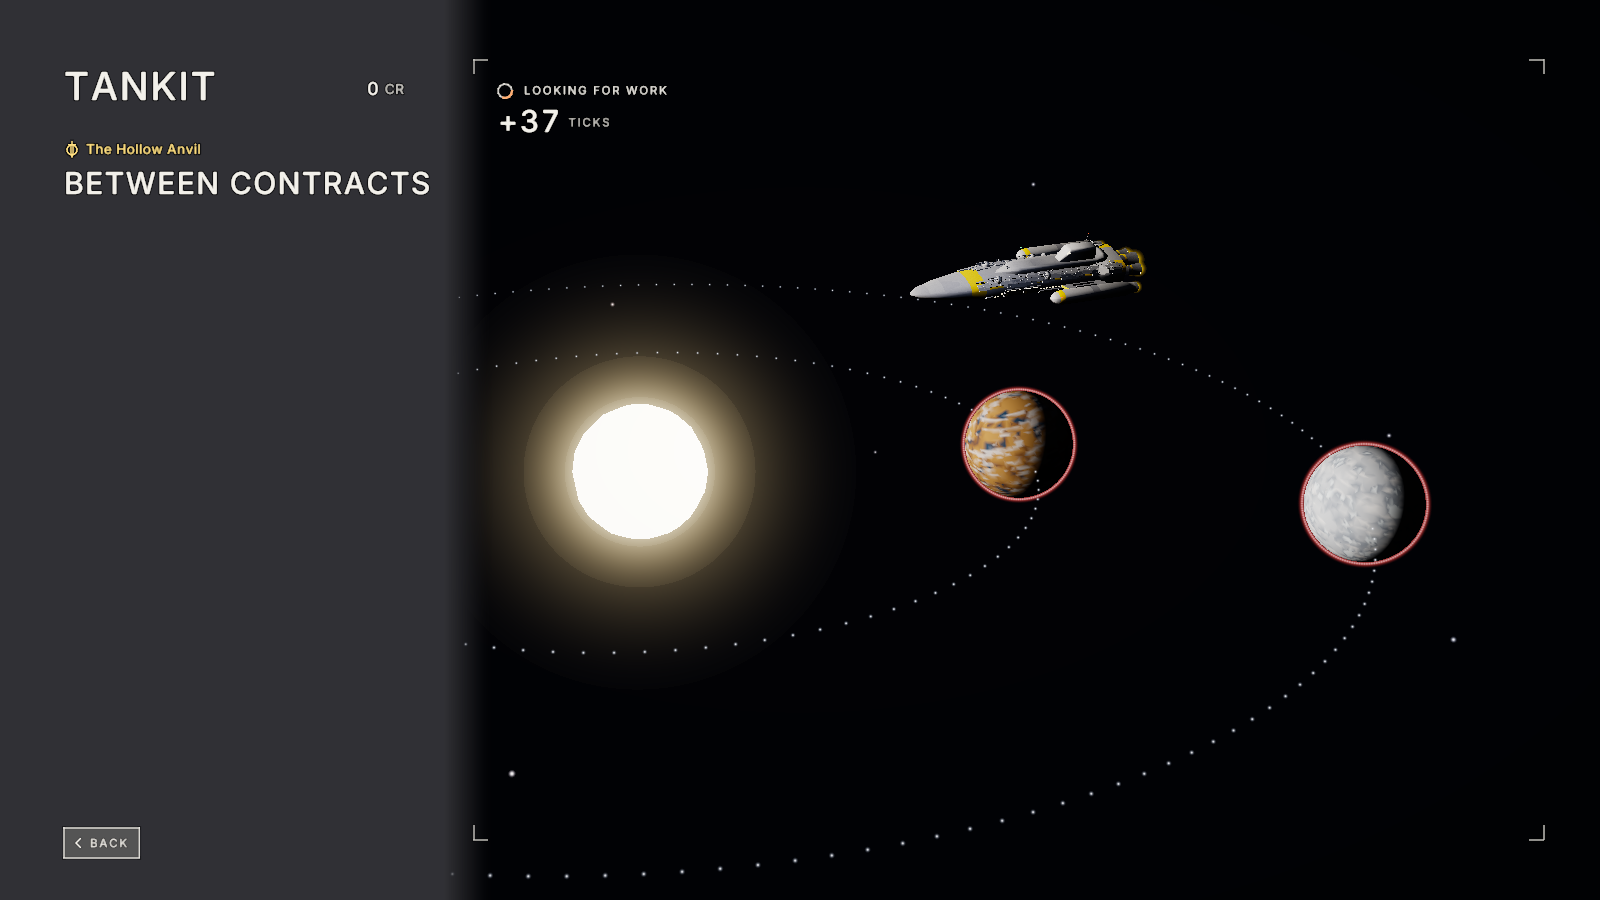 TANKIT
0 CR
The Hollow Anvil
BETWEEN CONTRACTS
LOOKING FOR WORK
+37 TICKS
BACK